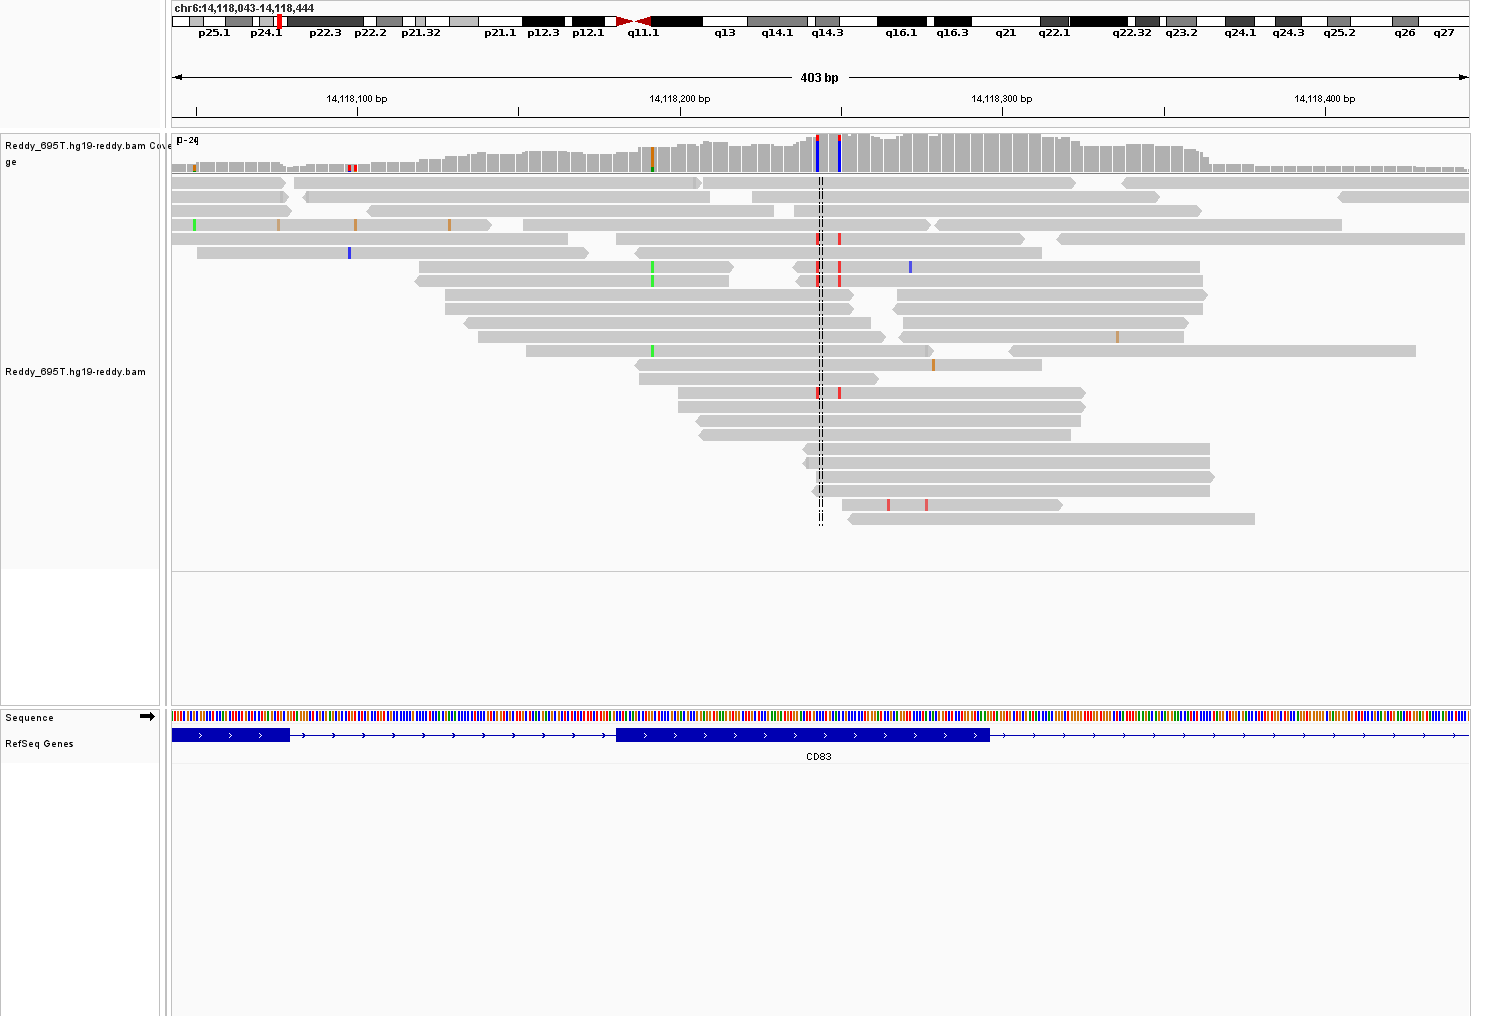 chr6:14,118,043-14,118,444
p25.1 p24.1 p22.3 p22.2 p21.32 p21.1 p12.3 p12.1 q11.1 q13 q14.1 q14.3 q16.1 q16.3 q21 q22.1 q22.32 q23.2 q24.1 q24.3 q25.2 q26 q27
403 bp
14,118,100 bp 14,118,200 bp 14,118,300 bp 14,118,400 bp
Reddy_695T.hg19-reddy.bam Cove
ge
Reddy_695T.hg19-reddy.bam
Sequence
RefSeq Genes
CD83